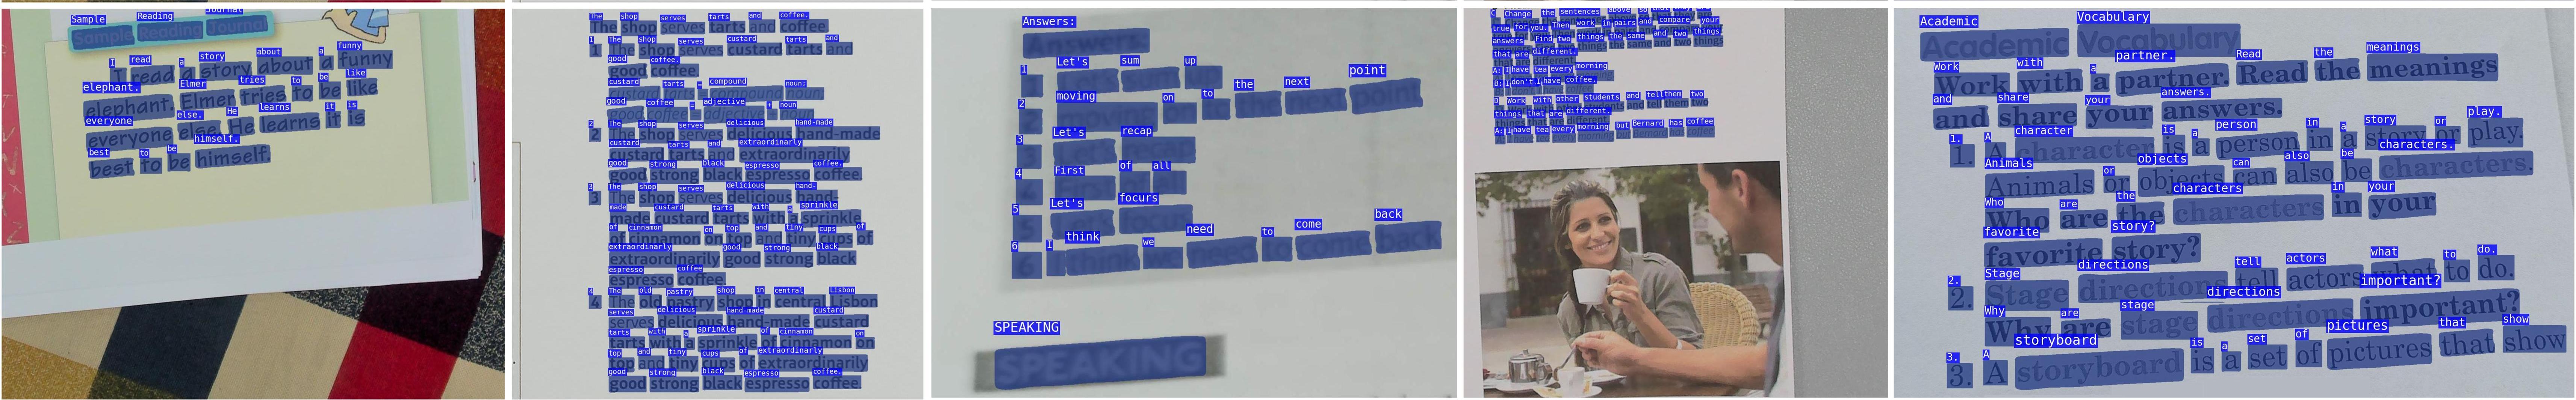 Sample Reading Journal
I read a story about a funny
elephant. Elmer tries to be like
everyone else. He learns it is
best to be himself.
The shop serves tarts and coffee.
1 The shop serves custard tarts and
good coffee.
custard tarts = compound noun:
good coffee = adjective + noun
2 The shop serves delicious hand-made
custard tarts and extraordinarily
good strong black espresso coffee.
3 The shop serves delicious hand-
made custard tarts with a sprinkle
of cinnamon on top and tiny cups of
extraordinarily good strong black
espresso coffee.
4 The old pastry shop in central Lisbon
serves delicious hand-made custard
tarts with a sprinkle of cinnamon on
top and tiny cups of extraordinarily
good strong black espresso coffee.
Answers:
1 Let's sum up
2 moving on to the next point
3 Let's recap
4 First of all
5 Let's focurs
6 I think we need to come back
SPEAKING
C Change the sentences above so that they are
true for you. Then work in pairs and compare your
answers. Find two things the same and two things
that are different.
A: I have tea every morning
B: I don't I have coffee.
D Work with other students and tell them two
things that are different.
A: I have tea every morning but Bernard has coffee
Academic Vocabulary
Work with a partner. Read the meanings
and share your answers.
1. A character is a person in a story or play.
Animals or objects can also be characters.
Who are the characters in your
favorite story?
2. Stage directions tell actors what to do.
Why are stage directions important?
3. A storyboard is a set of pictures that show